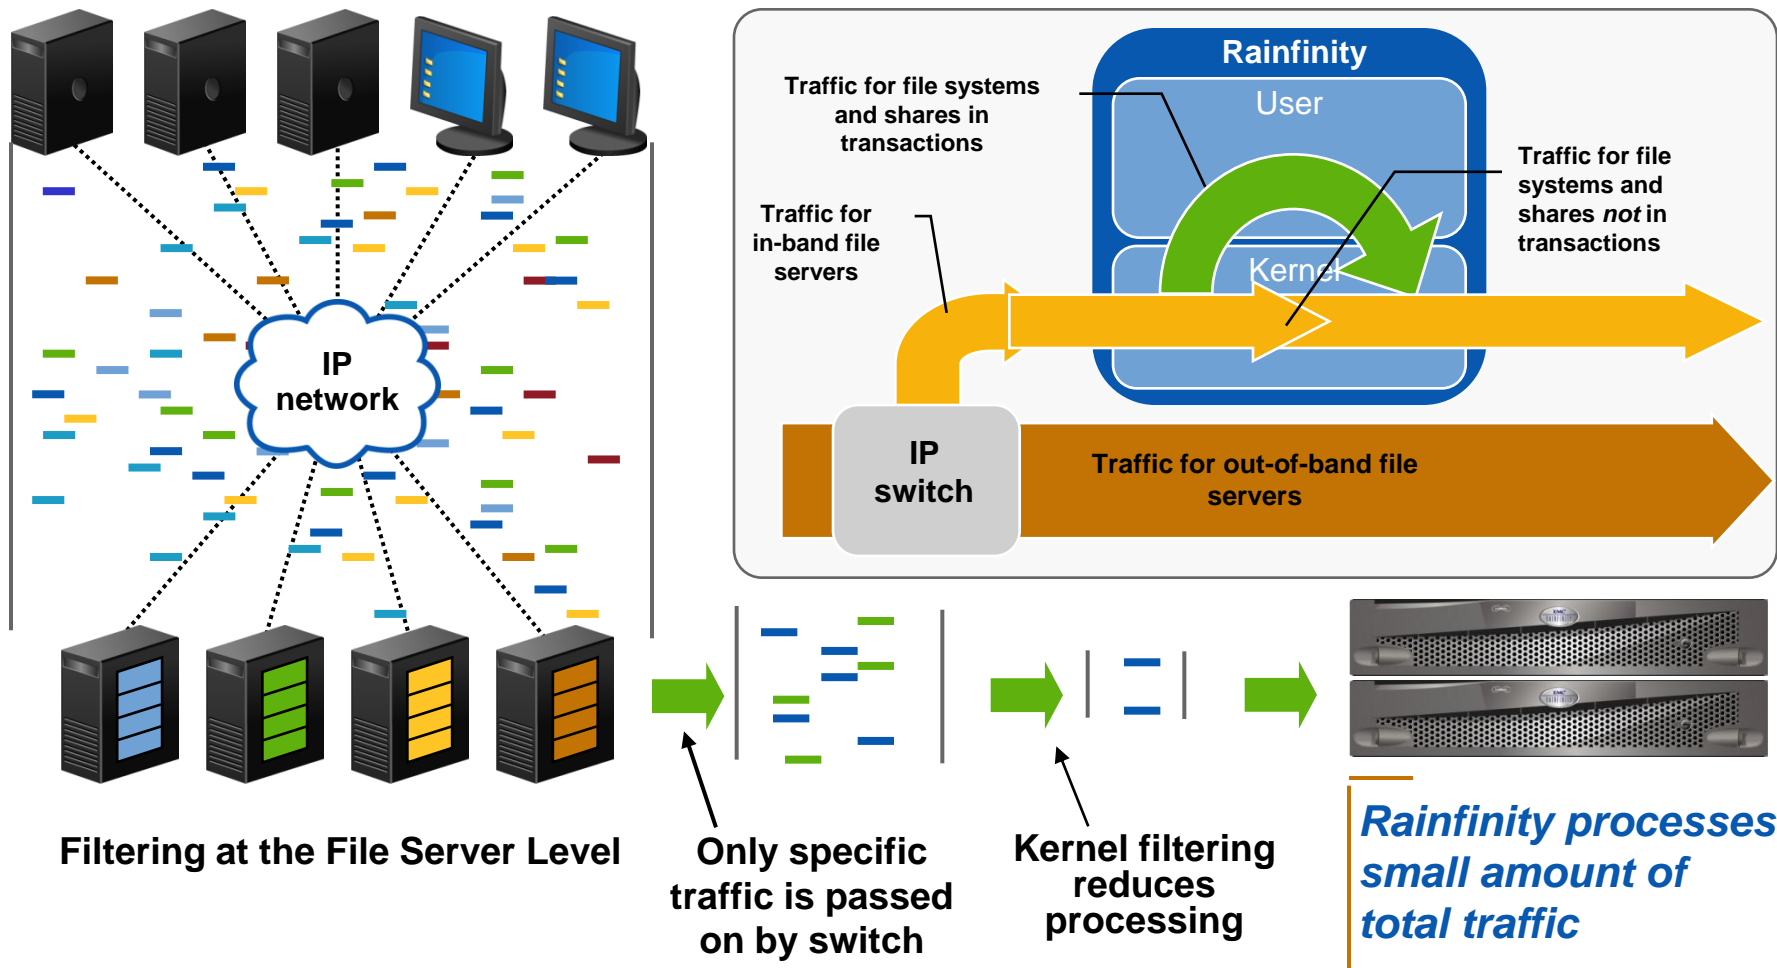 Rainfinity
User
Traffic for file systems
and shares in
transactions
Traffic for file
systems and
shares not in
transactions
Traffic for
in-band file
servers
Kernel
IP
network
IP
switch
Traffic for out-of-band file
servers
EMC
Filtering at the File Server Level
Only specific
traffic is passed
on by switch
Kernel filtering
reduces
processing
Rainfinity processes
small amount of
total traffic